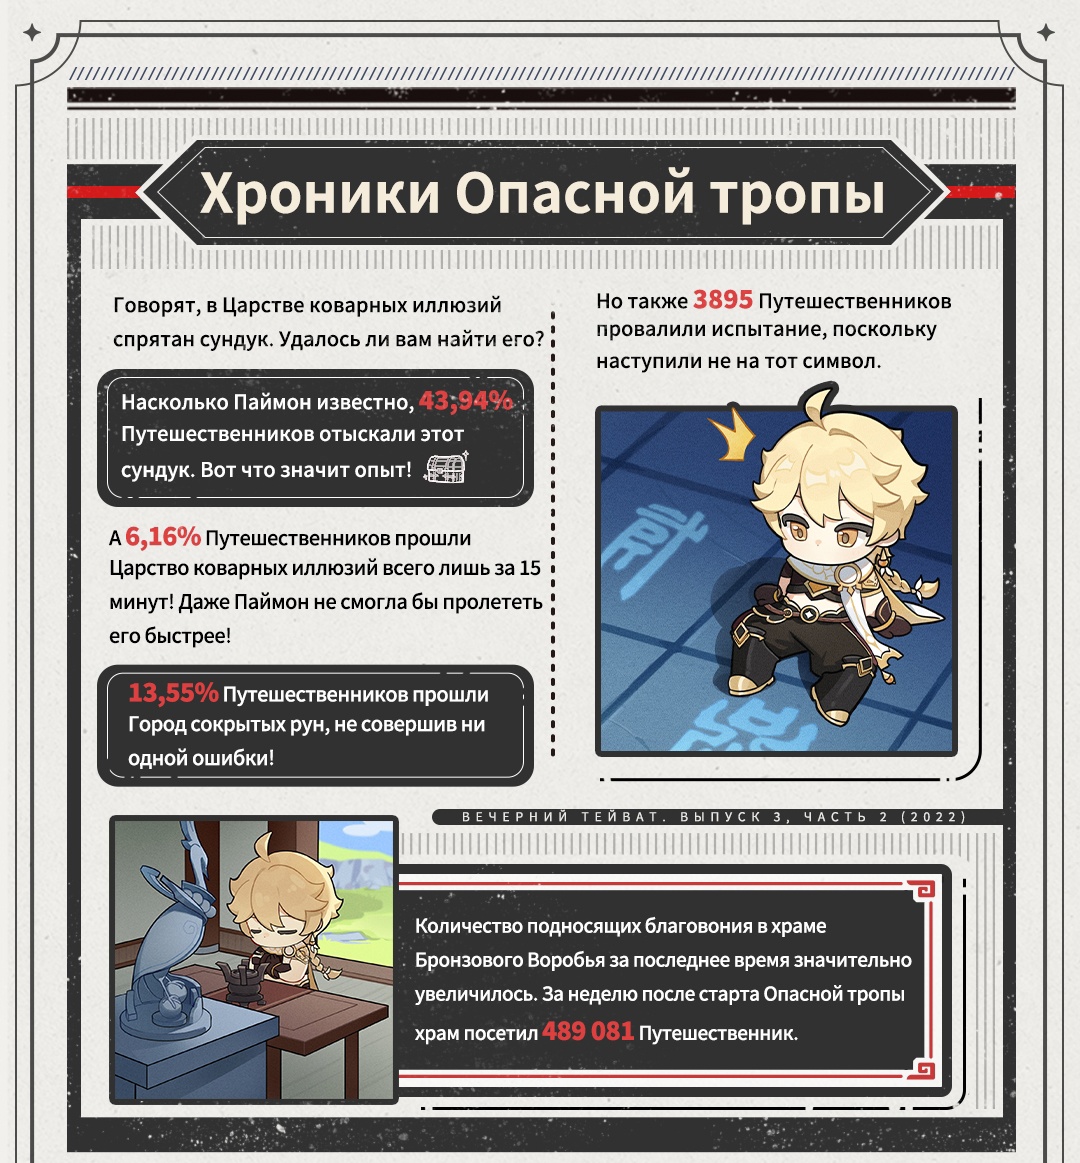 Хроники Опасной тропы
Говорят, в Царстве коварных иллюзий
спрятан сундук. Удалось ли вам найти его?
Насколько Паймон известно, 43,94%
Путешественников отыскали этот
сундук. Вот что значит опыт!
А 6,16% Путешественников прошли
Царство коварных иллюзий всего лишь за 15
минут! Даже Паймон не смогла бы пролететь
его быстрее!
13,55% Путешественников прошли
Город сокрытых рун, не совершив ни
одной ошибки!
Но также 3895 Путешественников
провалили испытание, поскольку
наступили не на тот символ.
ВЕЧЕРНИЙ ТЕЙВАТ. ВЫПУСК 3, ЧАСТЬ 2 (2022)
Количество подносящих благовония в храме
Бронзового Воробья за последнее время значительно
увеличилось. За неделю после старта Опасной тропы
храм посетил 489 081 Путешественник.